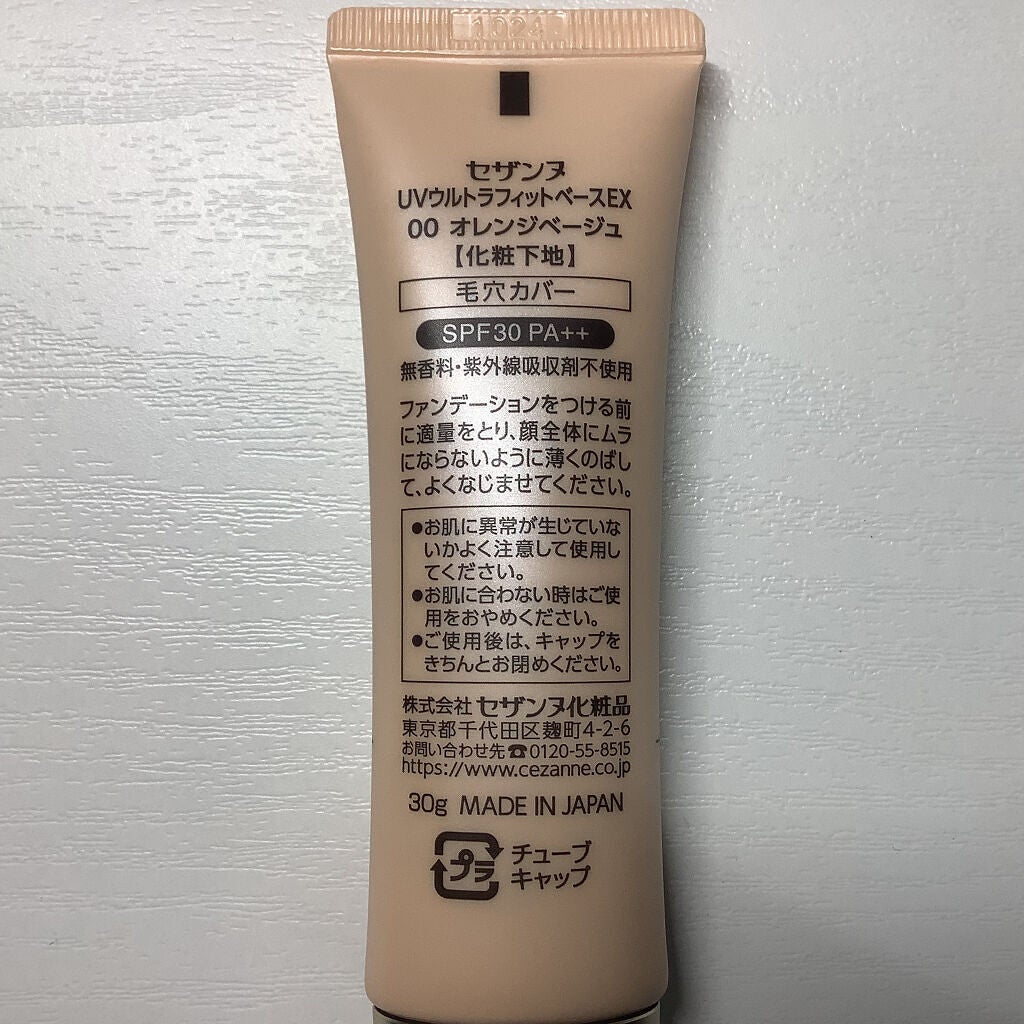 1024
セザンヌ
UVウルトラフィットベースEX
00 オレンジベージュ
【化粧下地】
毛穴カバー
SPF30 PA++
無香料・紫外線吸収剤不使用
ファンデーションをつける前
に適量をとり、顔全体にムラ
にならないように薄くのばし
て、よくなじませてください。
●お肌に異常が生じていな
いかよく注意して使用し
てください。
●お肌に合わない時はご使
用をおやめください。
●ご使用後は、キャップを
きちんとお閉めください。
株式会社 セザンヌ化粧品
東京都千代田区麹町4-2-6
お問い合わせ先☎0120-55-8515
https://www.cezanne.co.jp
30g MADE IN JAPAN
プラ チューブ
キャップ